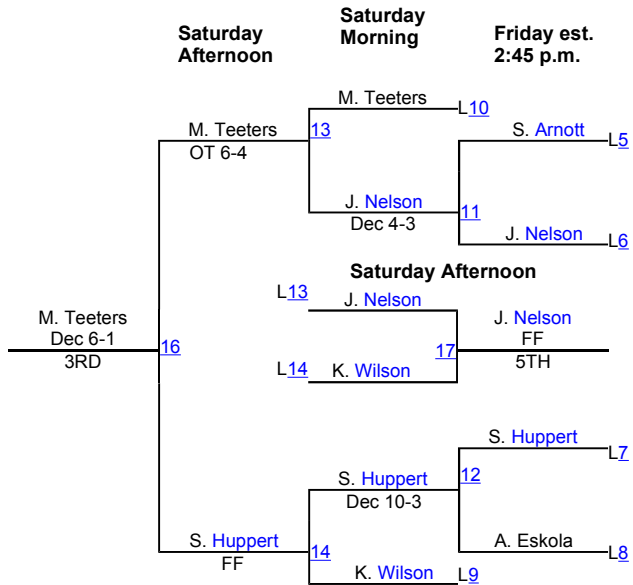 Saturday Afternoon
Saturday Morning
Friday est. 2:45 p.m.
M. Teeters
L10
M. Teeters
13
S. Arnott
L5
OT 6-4
J. Nelson
11
Dec 4-3
J. Nelson
L6
Saturday Afternoon
L13
J. Nelson
M. Teeters
J. Nelson
Dec 6-1
16
17
FF
3RD
5TH
L14
K. Wilson
S. Huppert
L7
S. Huppert
12
Dec 10-3
S. Huppert
14
A. Eskola
L8
FF
K. Wilson
L9